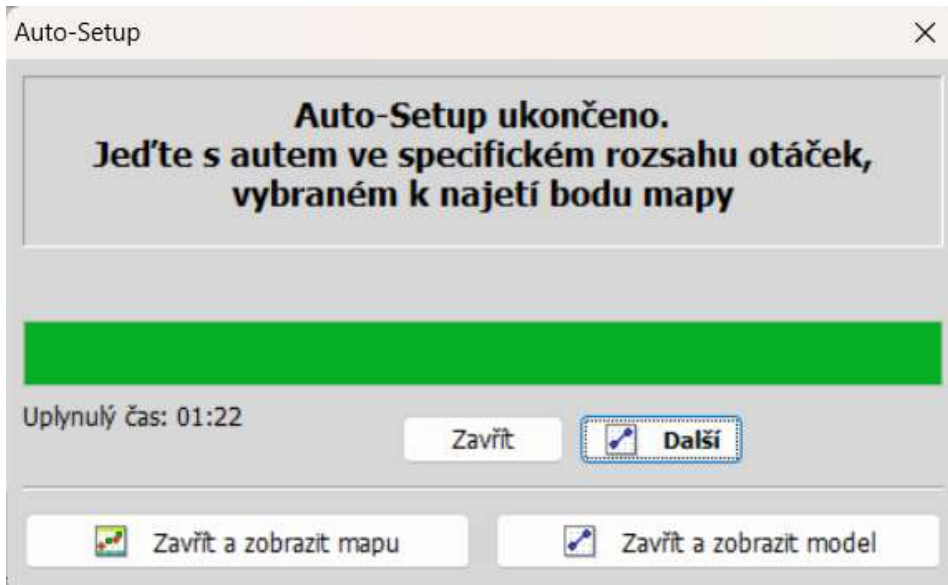 Auto-Setup
Auto-Setup ukončeno.
Jeďte s autem ve specifickém rozsahu otáček,
vybraném k najetí bodu mapy
Uplynulý čas: 01:22
Zavřít
Další
Zavřít a zobrazit mapu
Zavřít a zobrazit model